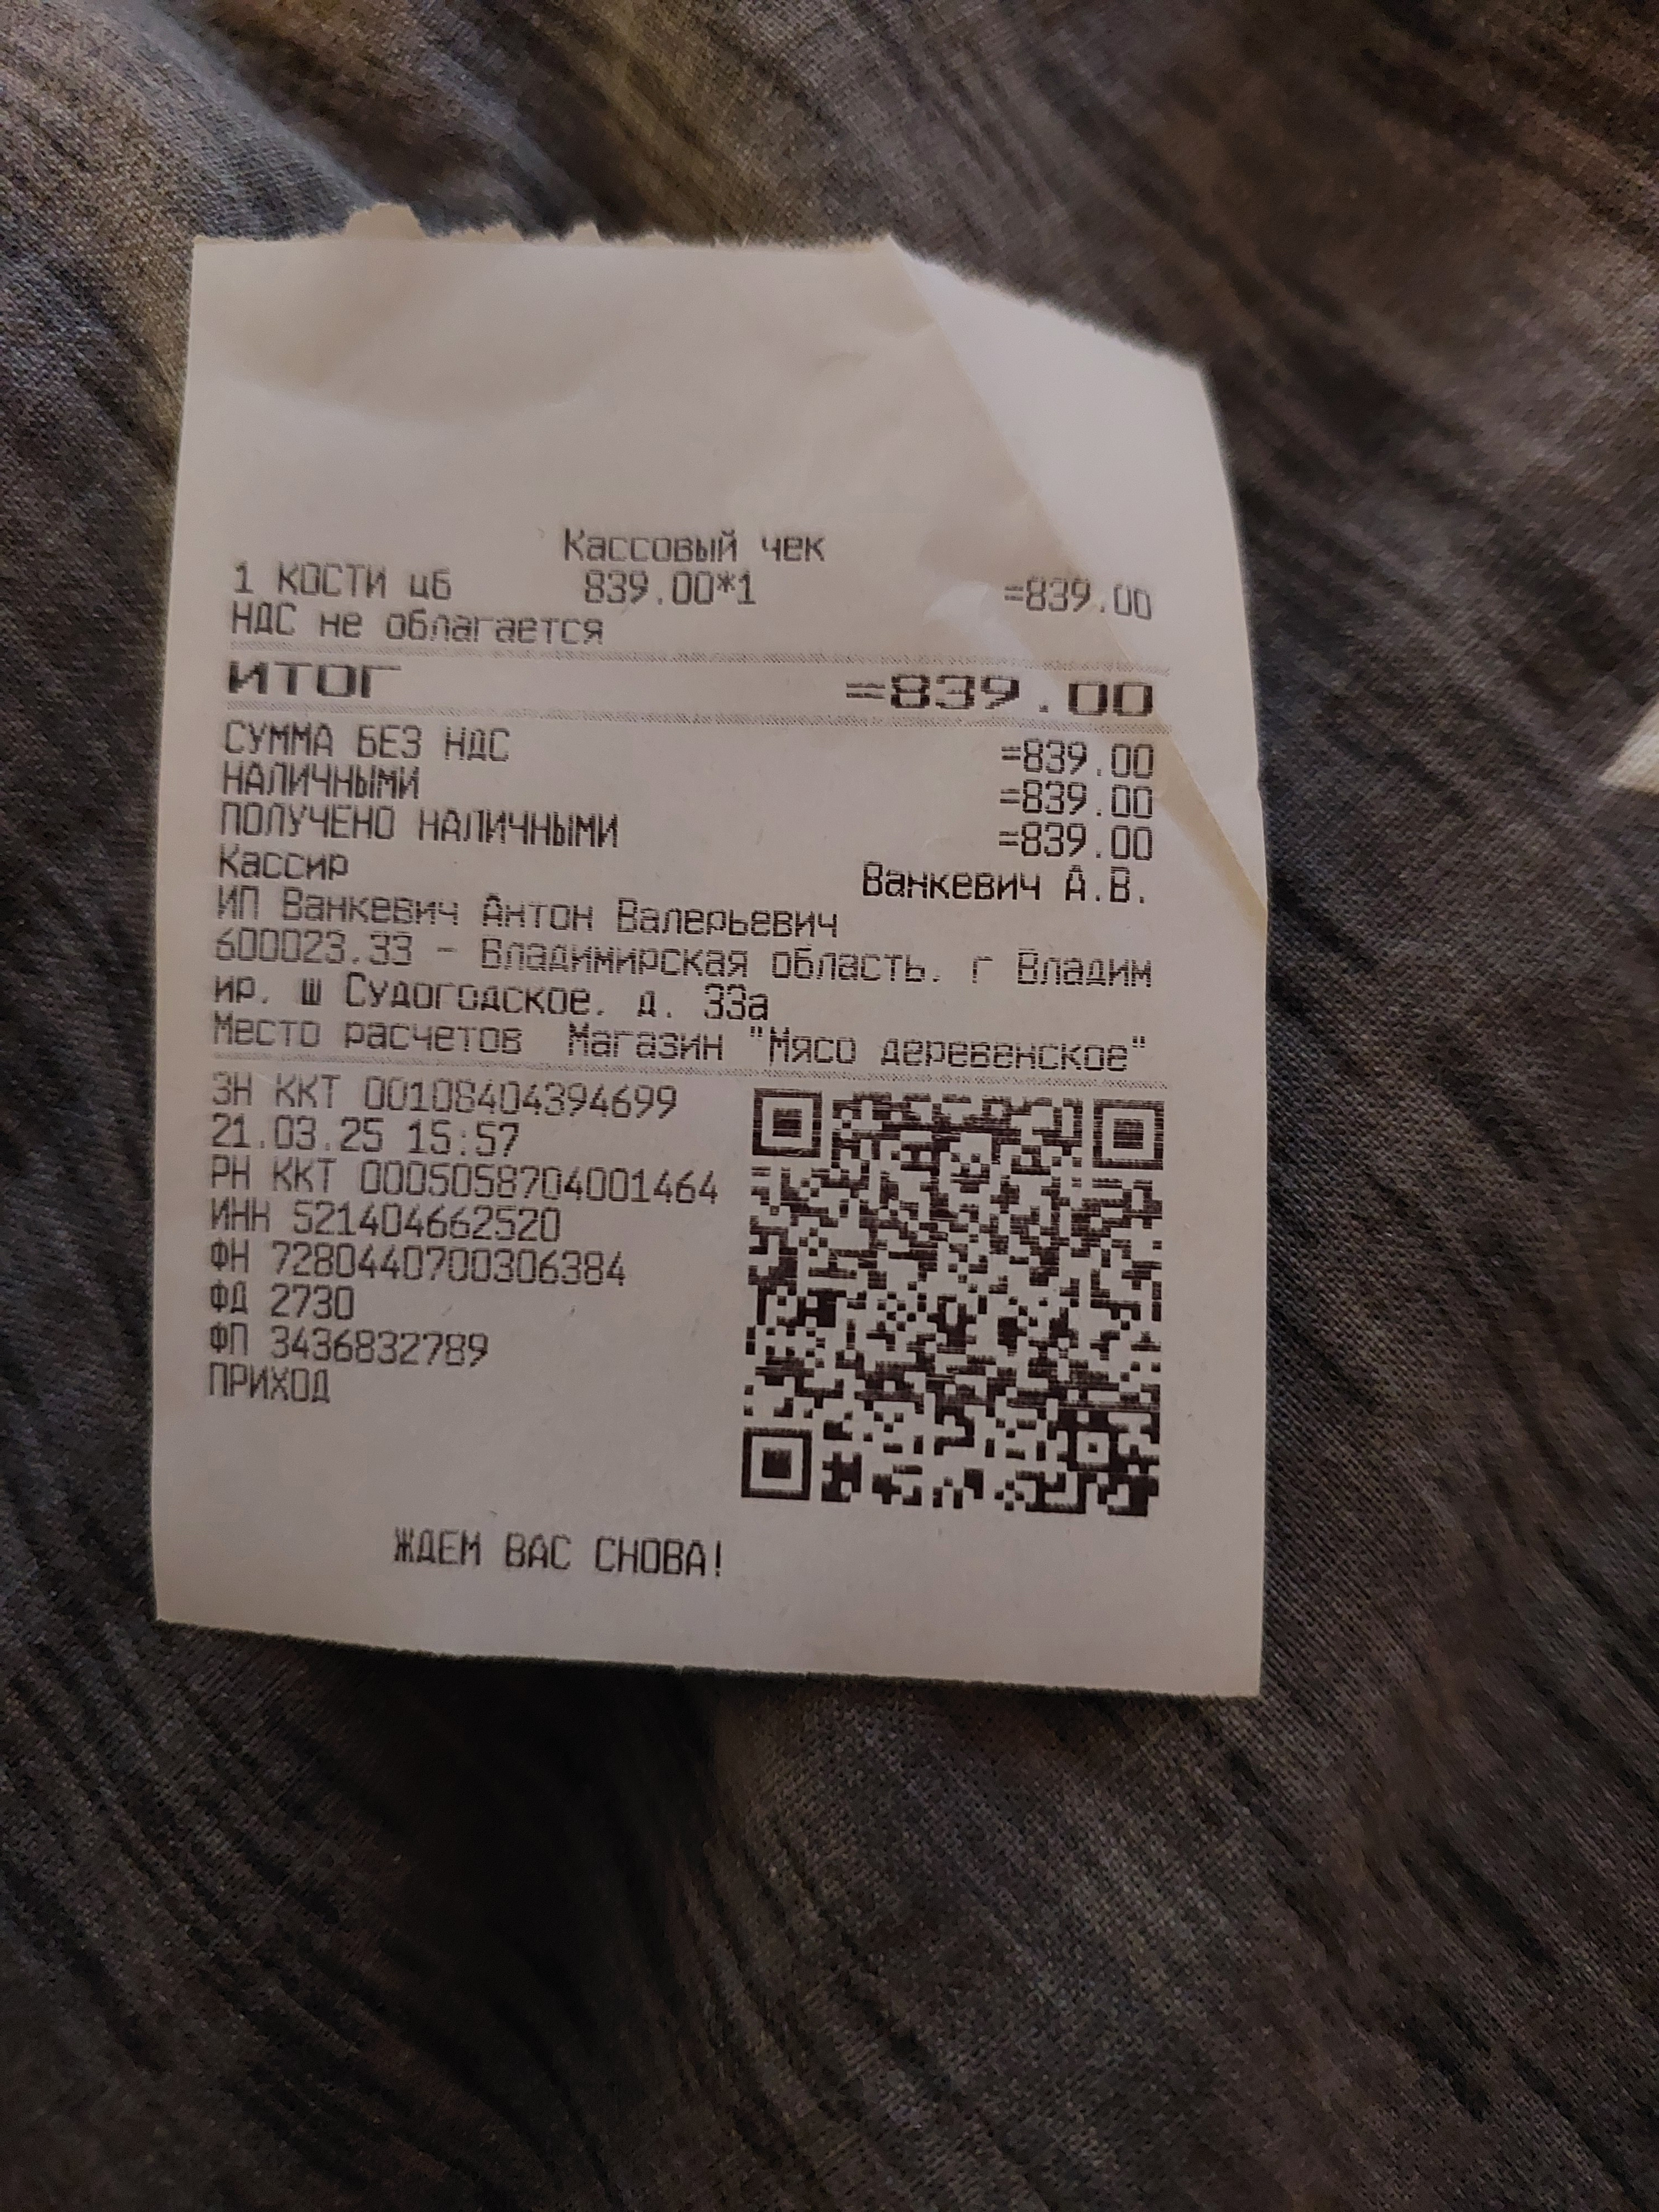 Кассовый чек
1 КОСТИ цб 839.00*1 =839.00
НДС не облагается
ИТОГ =839.00
СУММА БЕЗ НДС =839.00
НАЛИЧНЫМИ =839.00
ПОЛУЧЕНО НАЛИЧНЫМИ =839.00
Кассир Ванкевич А.В.
ИП Ванкевич Антон Валерьевич
600023,33 - Владимирская область, г Владим
ир, ш Судогодское, д. 33а
Место расчетов Магазин "Мясо деревенское"
ЗН ККТ 00108404394699
21.03.25 15:57
РН ККТ 0005058704001464
ИНН 521404662520
ФН 7280440700306384
ФД 2730
ФП 3436832789
ПРИХОД
ЖДЕМ ВАС СНОВА!